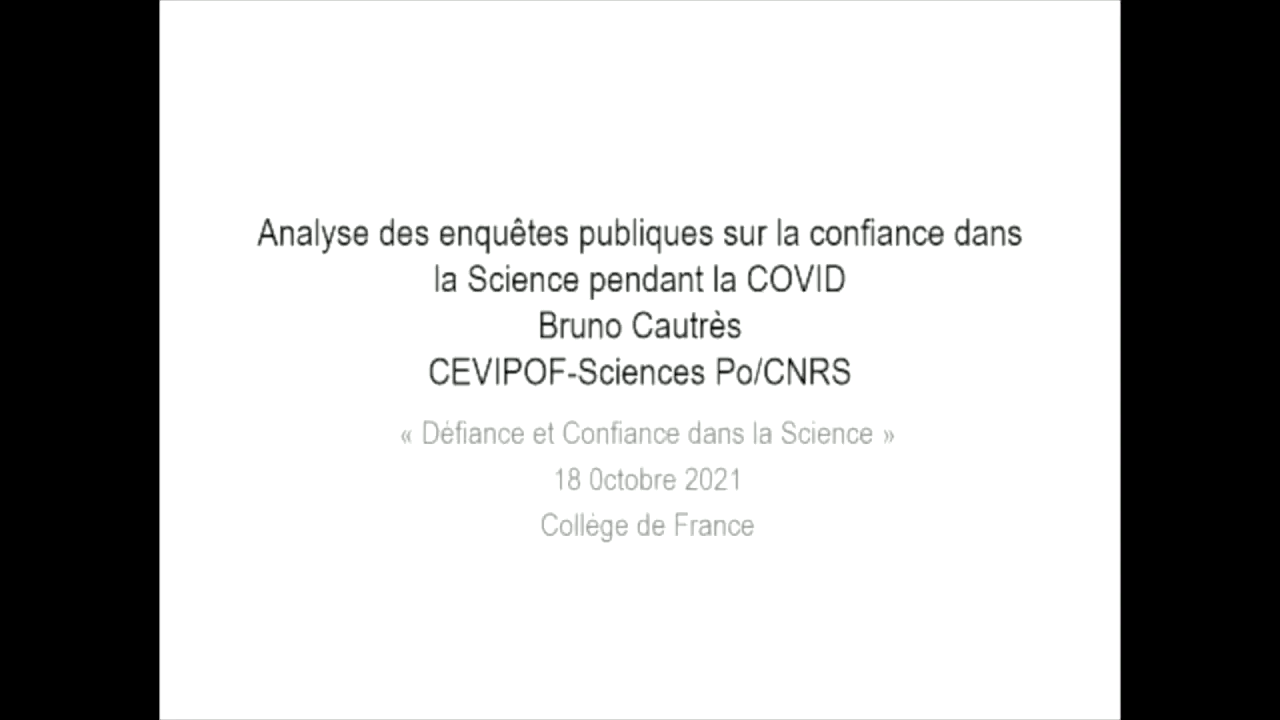 Analyse des enquêtes publiques sur la confiance dans
la Science pendant la COVID
Bruno Cautrès
CEVIPOF-Sciences Po/CNRS
« Défiance et Confiance dans la Science »
18 0ctobre 2021
Collège de France